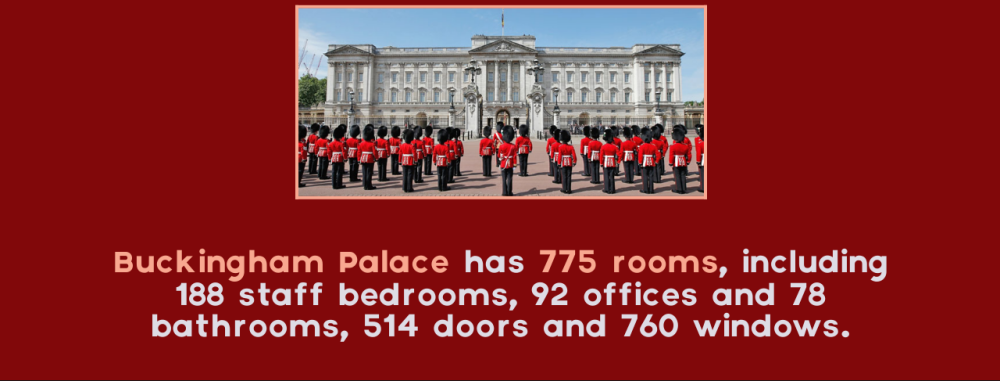 Buckingham Palace has 775 rooms, including
188 staff bedrooms, 92 offices and 78
bathrooms, 514 doors and 760 windows.